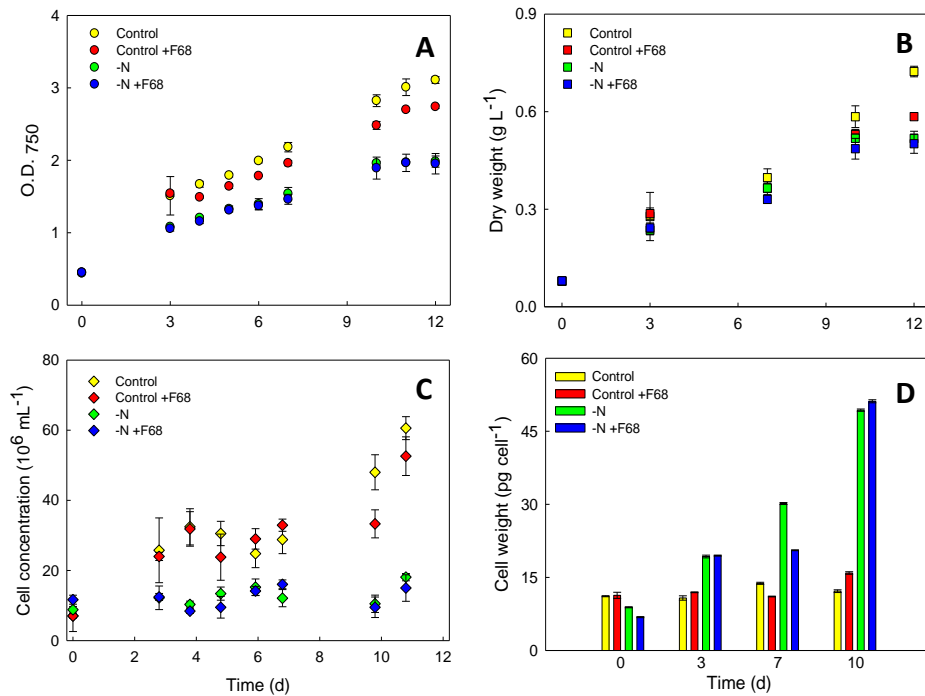 A
Control
Control +F68
-N
-N +F68
O.D. 750
4
3
2
1
0
0 3 6 9 12
B
Control
Control +F68
-N
-N +F68
Dry weight (g L-1)
0.9
0.6
0.3
0.0
0 3 6 9 12
C
Control
Control +F68
-N
-N +F68
Cell concentration (10^6 mL-1)
80
60
40
20
0
0 2 4 6 8 10 12
Time (d)
D
Control
Control +F68
-N
-N +F68
Cell weight (pg cell-1)
60
45
30
15
0
0 3 7 10
Time (d)